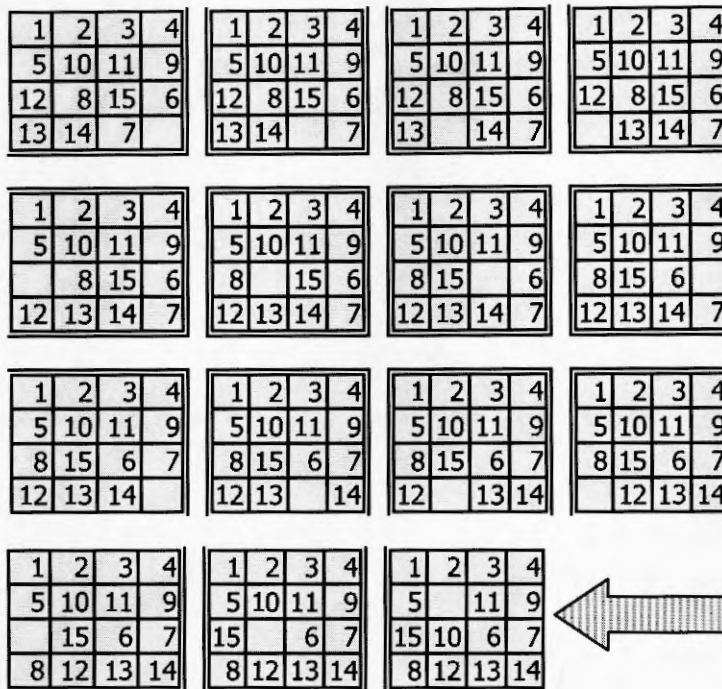 1 2 3 4 1 2 3 4 1 2 3 4 1 2 3 4
5 10 11 9 5 10 11 9 5 10 11 9 5 10 11 9
12 8 15 6 12 8 15 6 12 8 15 6 12 8 15 6
13 14 7 13 14 7 13 14 7 13 14 7
1 2 3 4 1 2 3 4 1 2 3 4 1 2 3 4
5 10 11 9 5 10 11 9 5 10 11 9 5 10 11 9
8 15 6 8 15 6 8 15 6 8 15 6
12 13 14 7 12 13 14 7 12 13 14 7 12 13 14 7
1 2 3 4 1 2 3 4 1 2 3 4 1 2 3 4
5 10 11 9 5 10 11 9 5 10 11 9 5 10 11 9
8 15 6 7 8 15 6 7 8 15 6 7 8 15 6 7
12 13 14 12 13 14 12 13 14 12 13 14
1 2 3 4 1 2 3 4 1 2 3 4
5 10 11 9 5 10 11 9 5 11 9
15 6 7 15 6 7 15 10 6 7
8 12 13 14 8 12 13 14 8 12 13 14